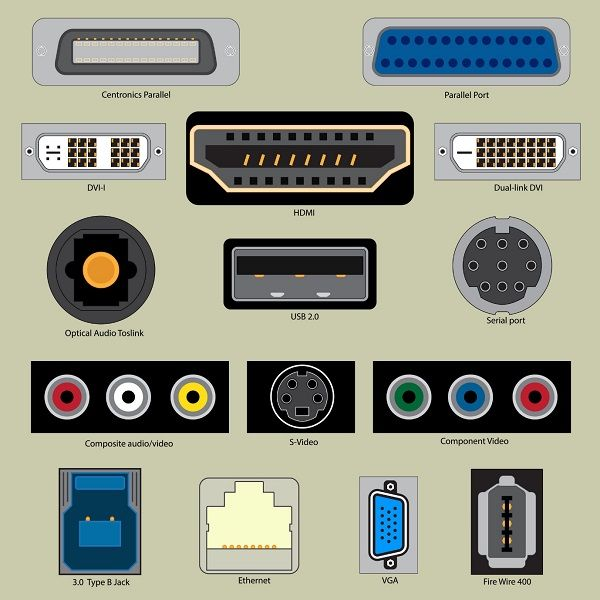 Centronics Parallel
Parallel Port
DVI-I
HDMI
Dual-link DVI
Optical Audio Toslink
USB 2.0
Serial port
Composite audio/video
S-Video
Component Video
3.0 Type B Jack
Ethernet
VGA
Fire Wire 400